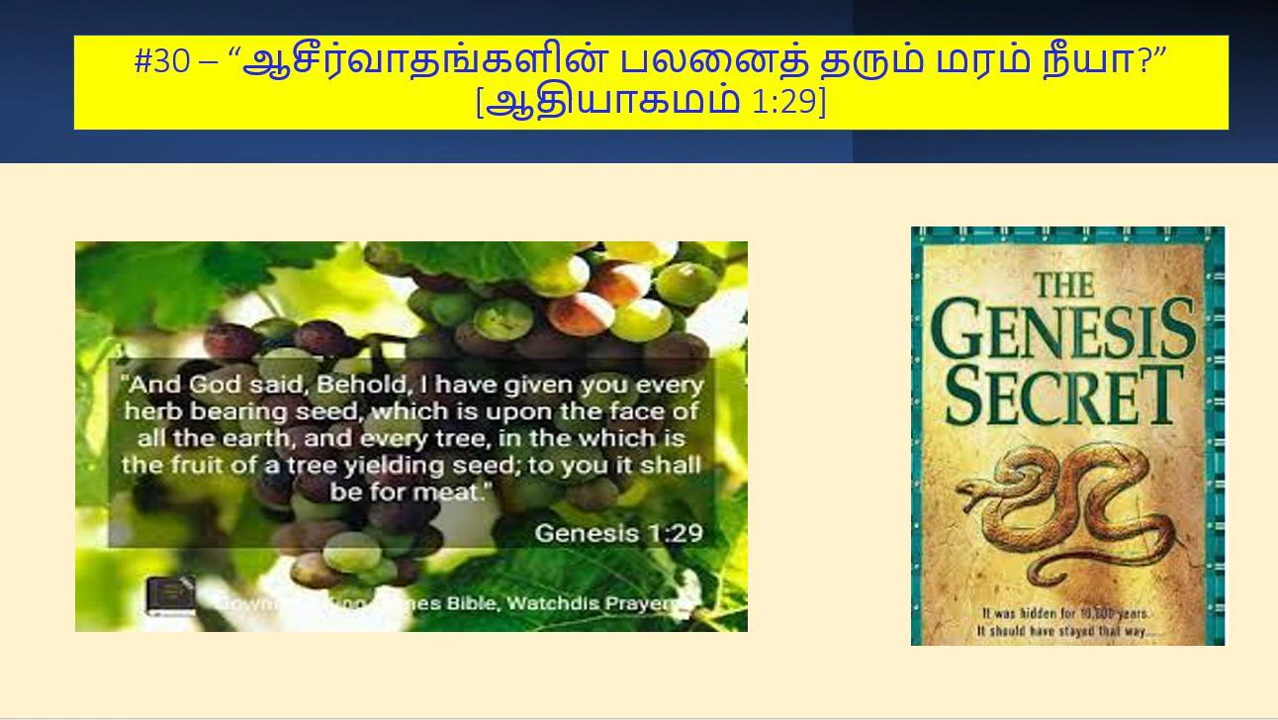 #30 – “ஆசீர்வாதங்களின் பலனைத் தரும் மரம் நீயா?”
[ஆதியாகமம் 1:29]
"And God said, Behold, I have given you every
herb bearing seed, which is upon the face of
all the earth, and every tree, in the which is
the fruit of a tree yielding seed; to you it shall
be for meat."
Genesis 1:29
Bible, Watchdis Prayer
THE
GENESIS
SECRET
It was hidden for 10,000 years.
It should have stayed that way....